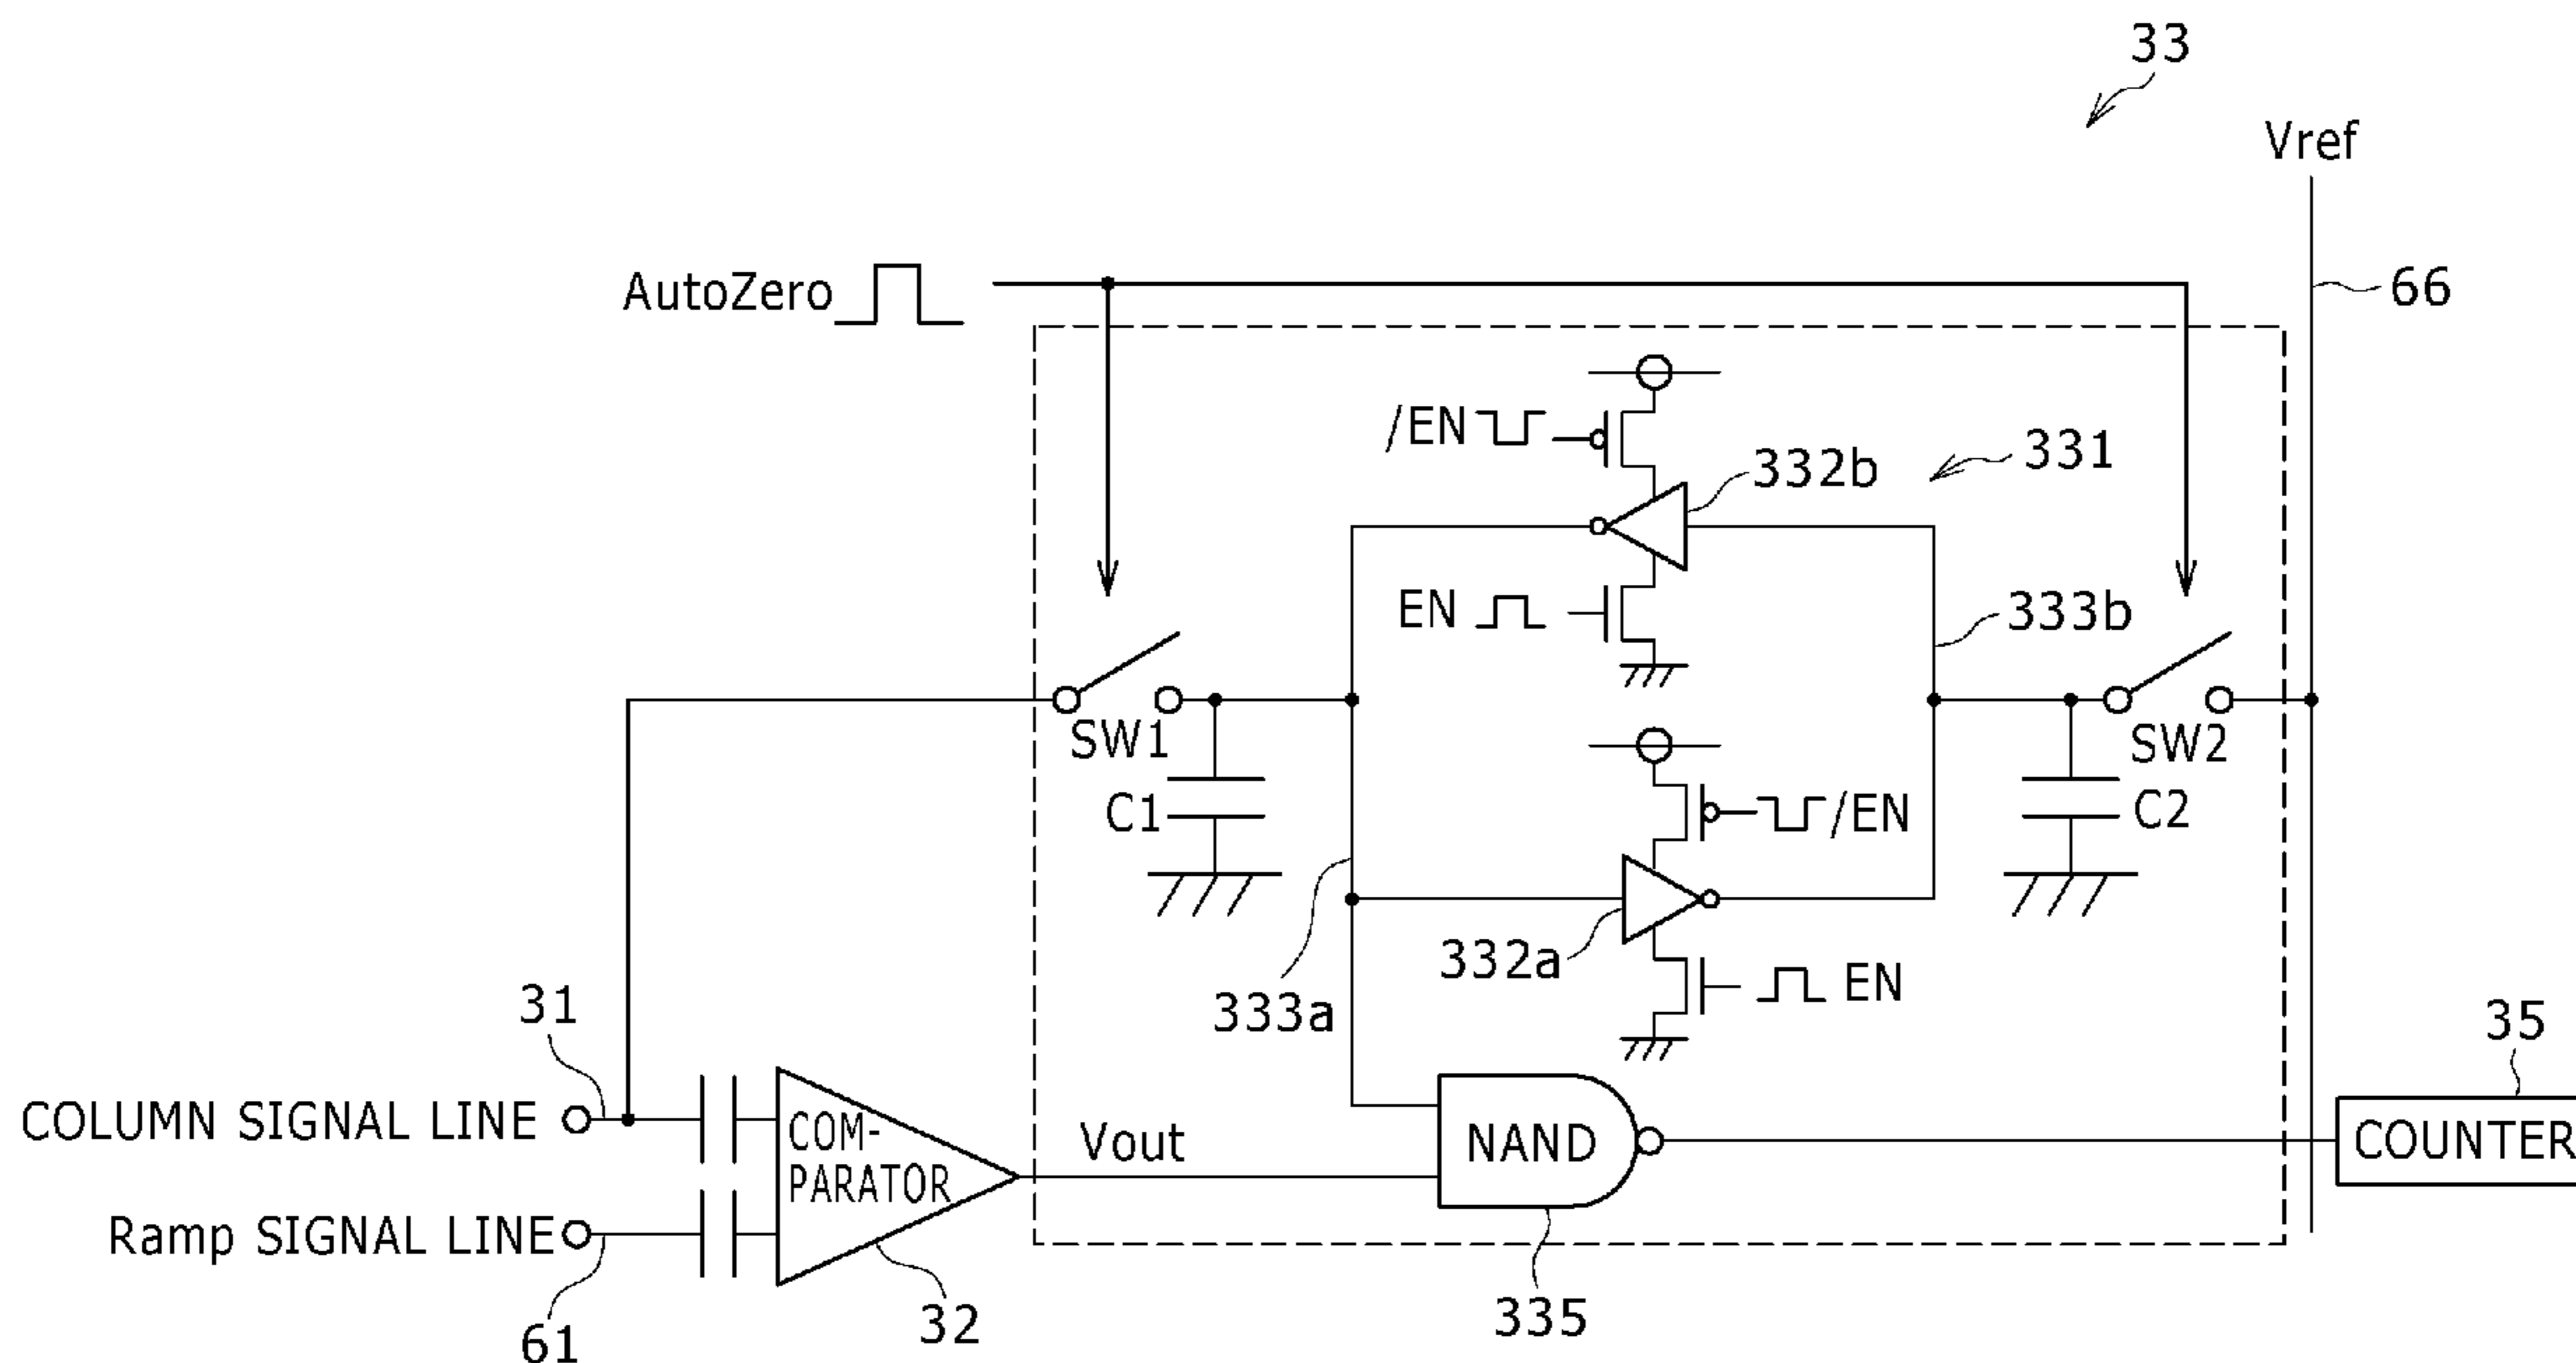 33
Vref
AutoZero
66
/EN
332b
331
EN
333b
SW1
SW2
C1
/EN
C2
332a
EN
333a
31
35
COLUMN SIGNAL LINE
COM-
PARATOR
Vout
NAND
COUNTER
Ramp SIGNAL LINE
61
32
335